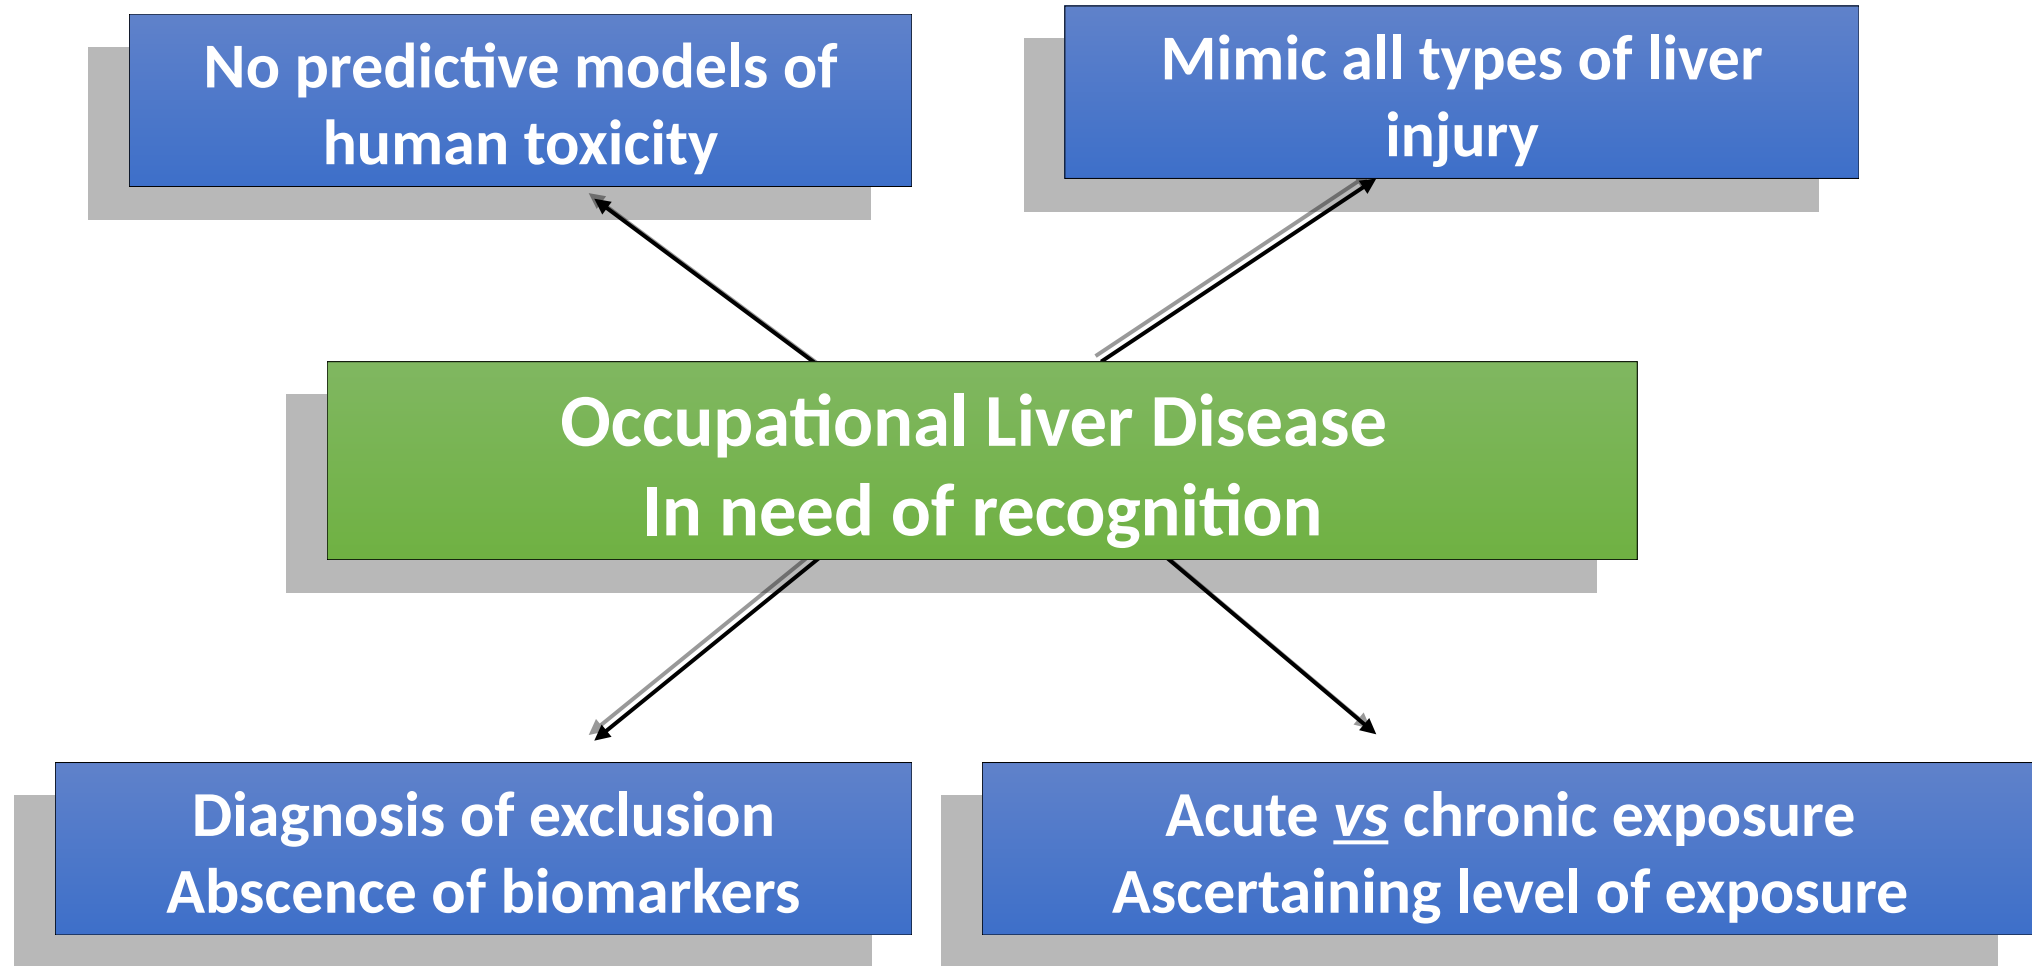 No predictive models of
human toxicity
Mimic all types of liver
injury
Occupational Liver Disease
In need of recognition
Diagnosis of exclusion
Abscence of biomarkers
Acute vs chronic exposure
Ascertaining level of exposure